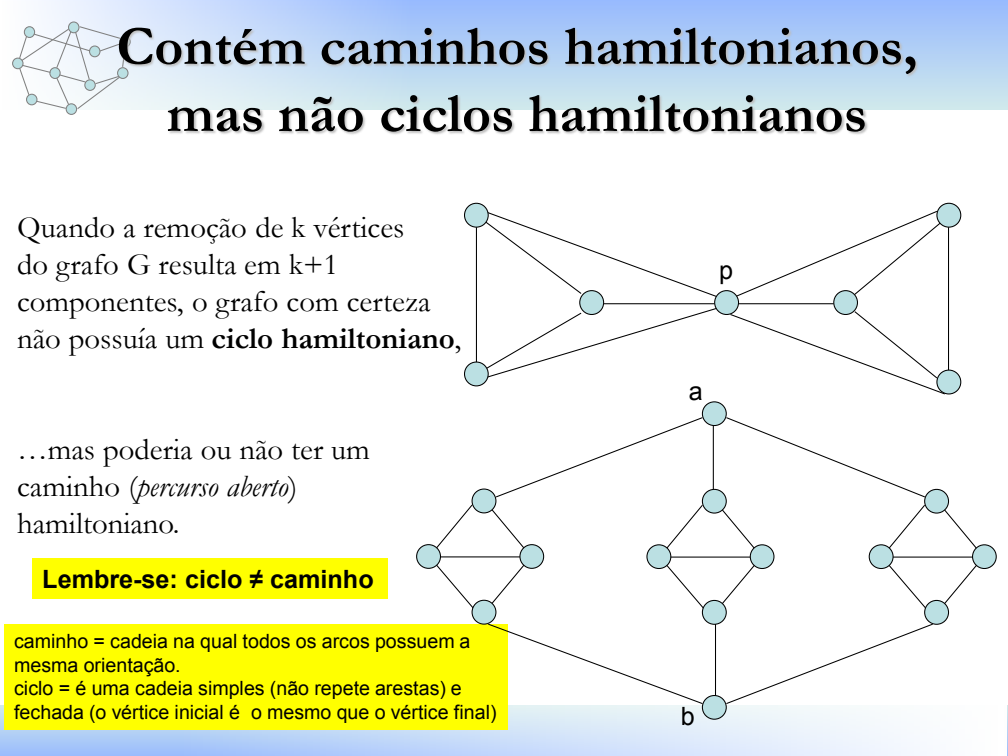 Contém caminhos hamiltonianos,
mas não ciclos hamiltonianos
Quando a remoção de k vértices
do grafo G resulta em k+1
componentes, o grafo com certeza
não possuía um ciclo hamiltoniano,
…mas poderia ou não ter um
caminho (percurso aberto)
hamiltoniano.
Lembre-se: ciclo ≠ caminho
caminho = cadeia na qual todos os arcos possuem a
mesma orientação.
ciclo = é uma cadeia simples (não repete arestas) e
fechada (o vértice inicial é o mesmo que o vértice final)
p
a
b